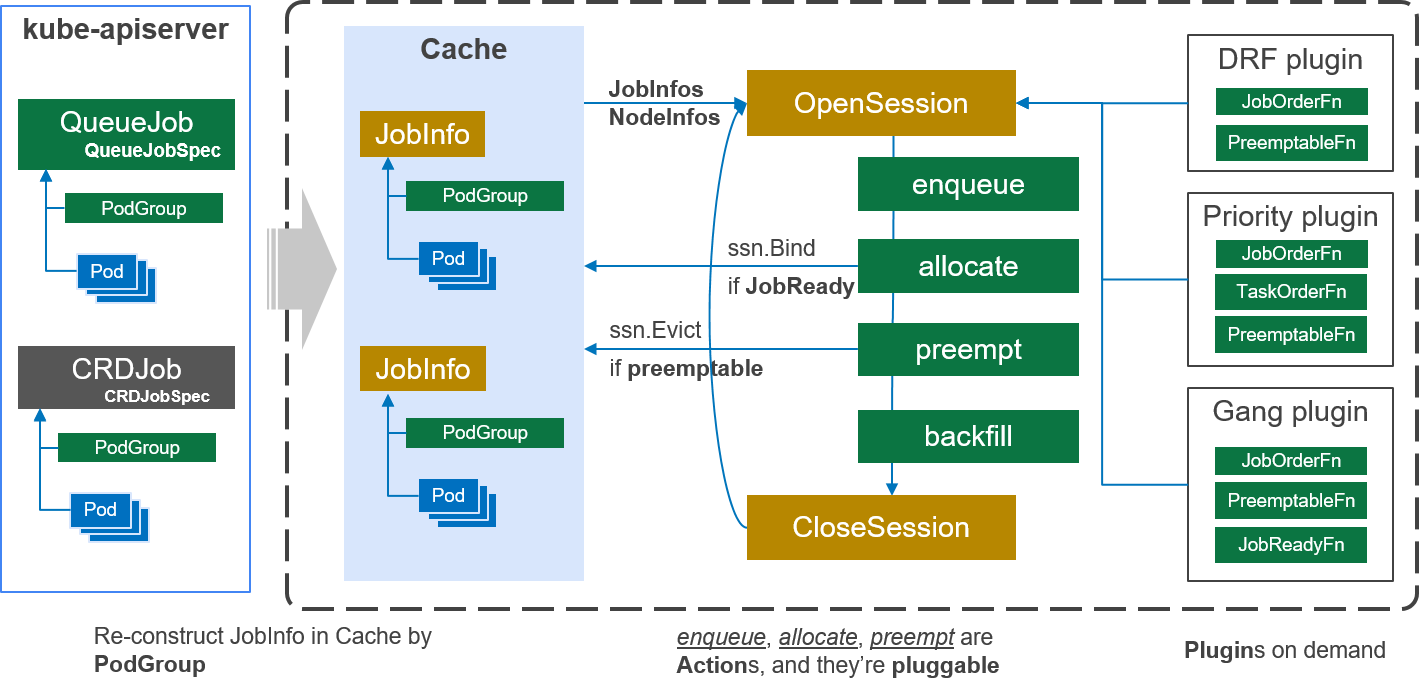 kube-apiserver
QueueJob
QueueJobSpec
PodGroup
Pod
CRDJob
CRDJobSpec
PodGroup
Pod
Cache
JobInfo
PodGroup
Pod
JobInfo
PodGroup
Pod
JobInfos
NodeInfos
ssn.Bind
if JobReady
ssn.Evict
if preemptable
OpenSession
enqueue
allocate
preempt
backfill
CloseSession
DRF plugin
JobOrderFn
PreemptableFn
Priority plugin
JobOrderFn
TaskOrderFn
PreemptableFn
Gang plugin
JobOrderFn
PreemptableFn
JobReadyFn
Re-construct JobInfo in Cache by
PodGroup
enqueue, allocate, preempt are
Actions, and they’re pluggable
Plugins on demand